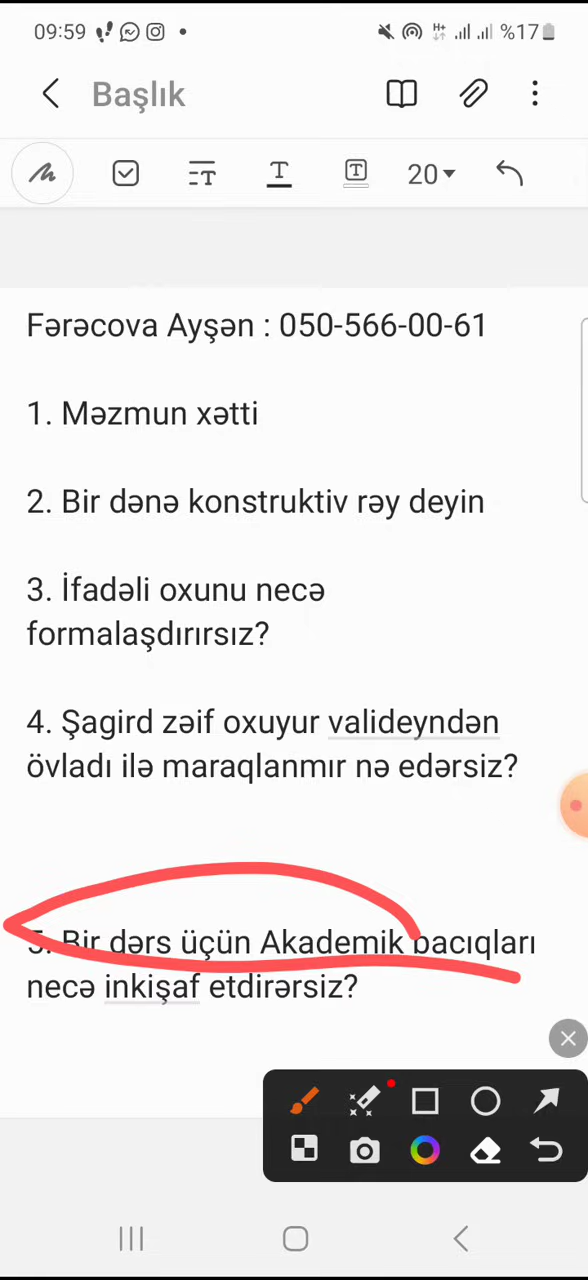 09:59
H+
%17
Başlık
T
T
T
20
Fərəcova Ayşən : 050-566-00-61
1. Məzmun xətti
2. Bir dənə konstruktiv rəy deyin
3. İfadəli oxunu necə
formalaşdırırsız?
4. Şagird zəif oxuyur valideyndən
övladı ilə maraqlanmır nə edərsiz?
5. Bir dərs üçün Akademik bacıqları
necə inkişaf etdirərsiz?